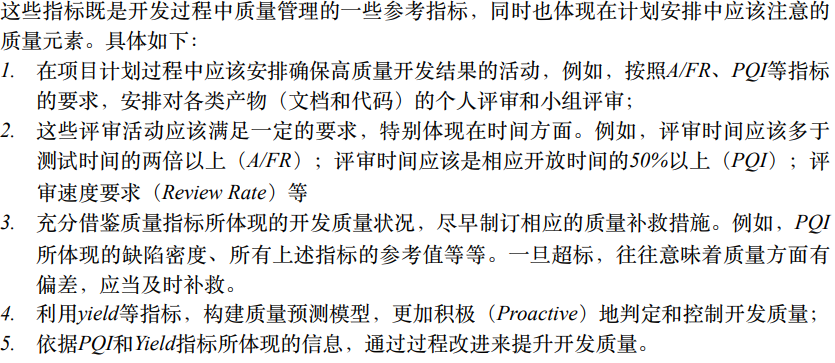 这些指标既是开发过程中质量管理的一些参考指标，同时也体现在计划安排中应该注意的
质量元素。具体如下：
1. 在项目计划过程中应该安排确保高质量开发结果的活动，例如，按照A/FR、PQI等指标
的要求，安排对各类产物（文档和代码）的个人评审和小组评审；
2. 这些评审活动应该满足一定的要求，特别体现在时间方面。例如，评审时间应该多于
测试时间的两倍以上（A/FR）；评审时间应该是相应开放时间的50%以上（PQI）；评
审速度要求（Review Rate）等
3. 充分借鉴质量指标所体现的开发质量状况，尽早制订相应的质量补救措施。例如，PQI
所体现的缺陷密度、所有上述指标的参考值等等。一旦超标，往往意味着质量方面有
偏差，应当及时补救。
4. 利用yield等指标，构建质量预测模型，更加积极（Proactive）地判定和控制开发质量；
5. 依据PQI和Yield指标所体现的信息，通过过程改进来提升开发质量。